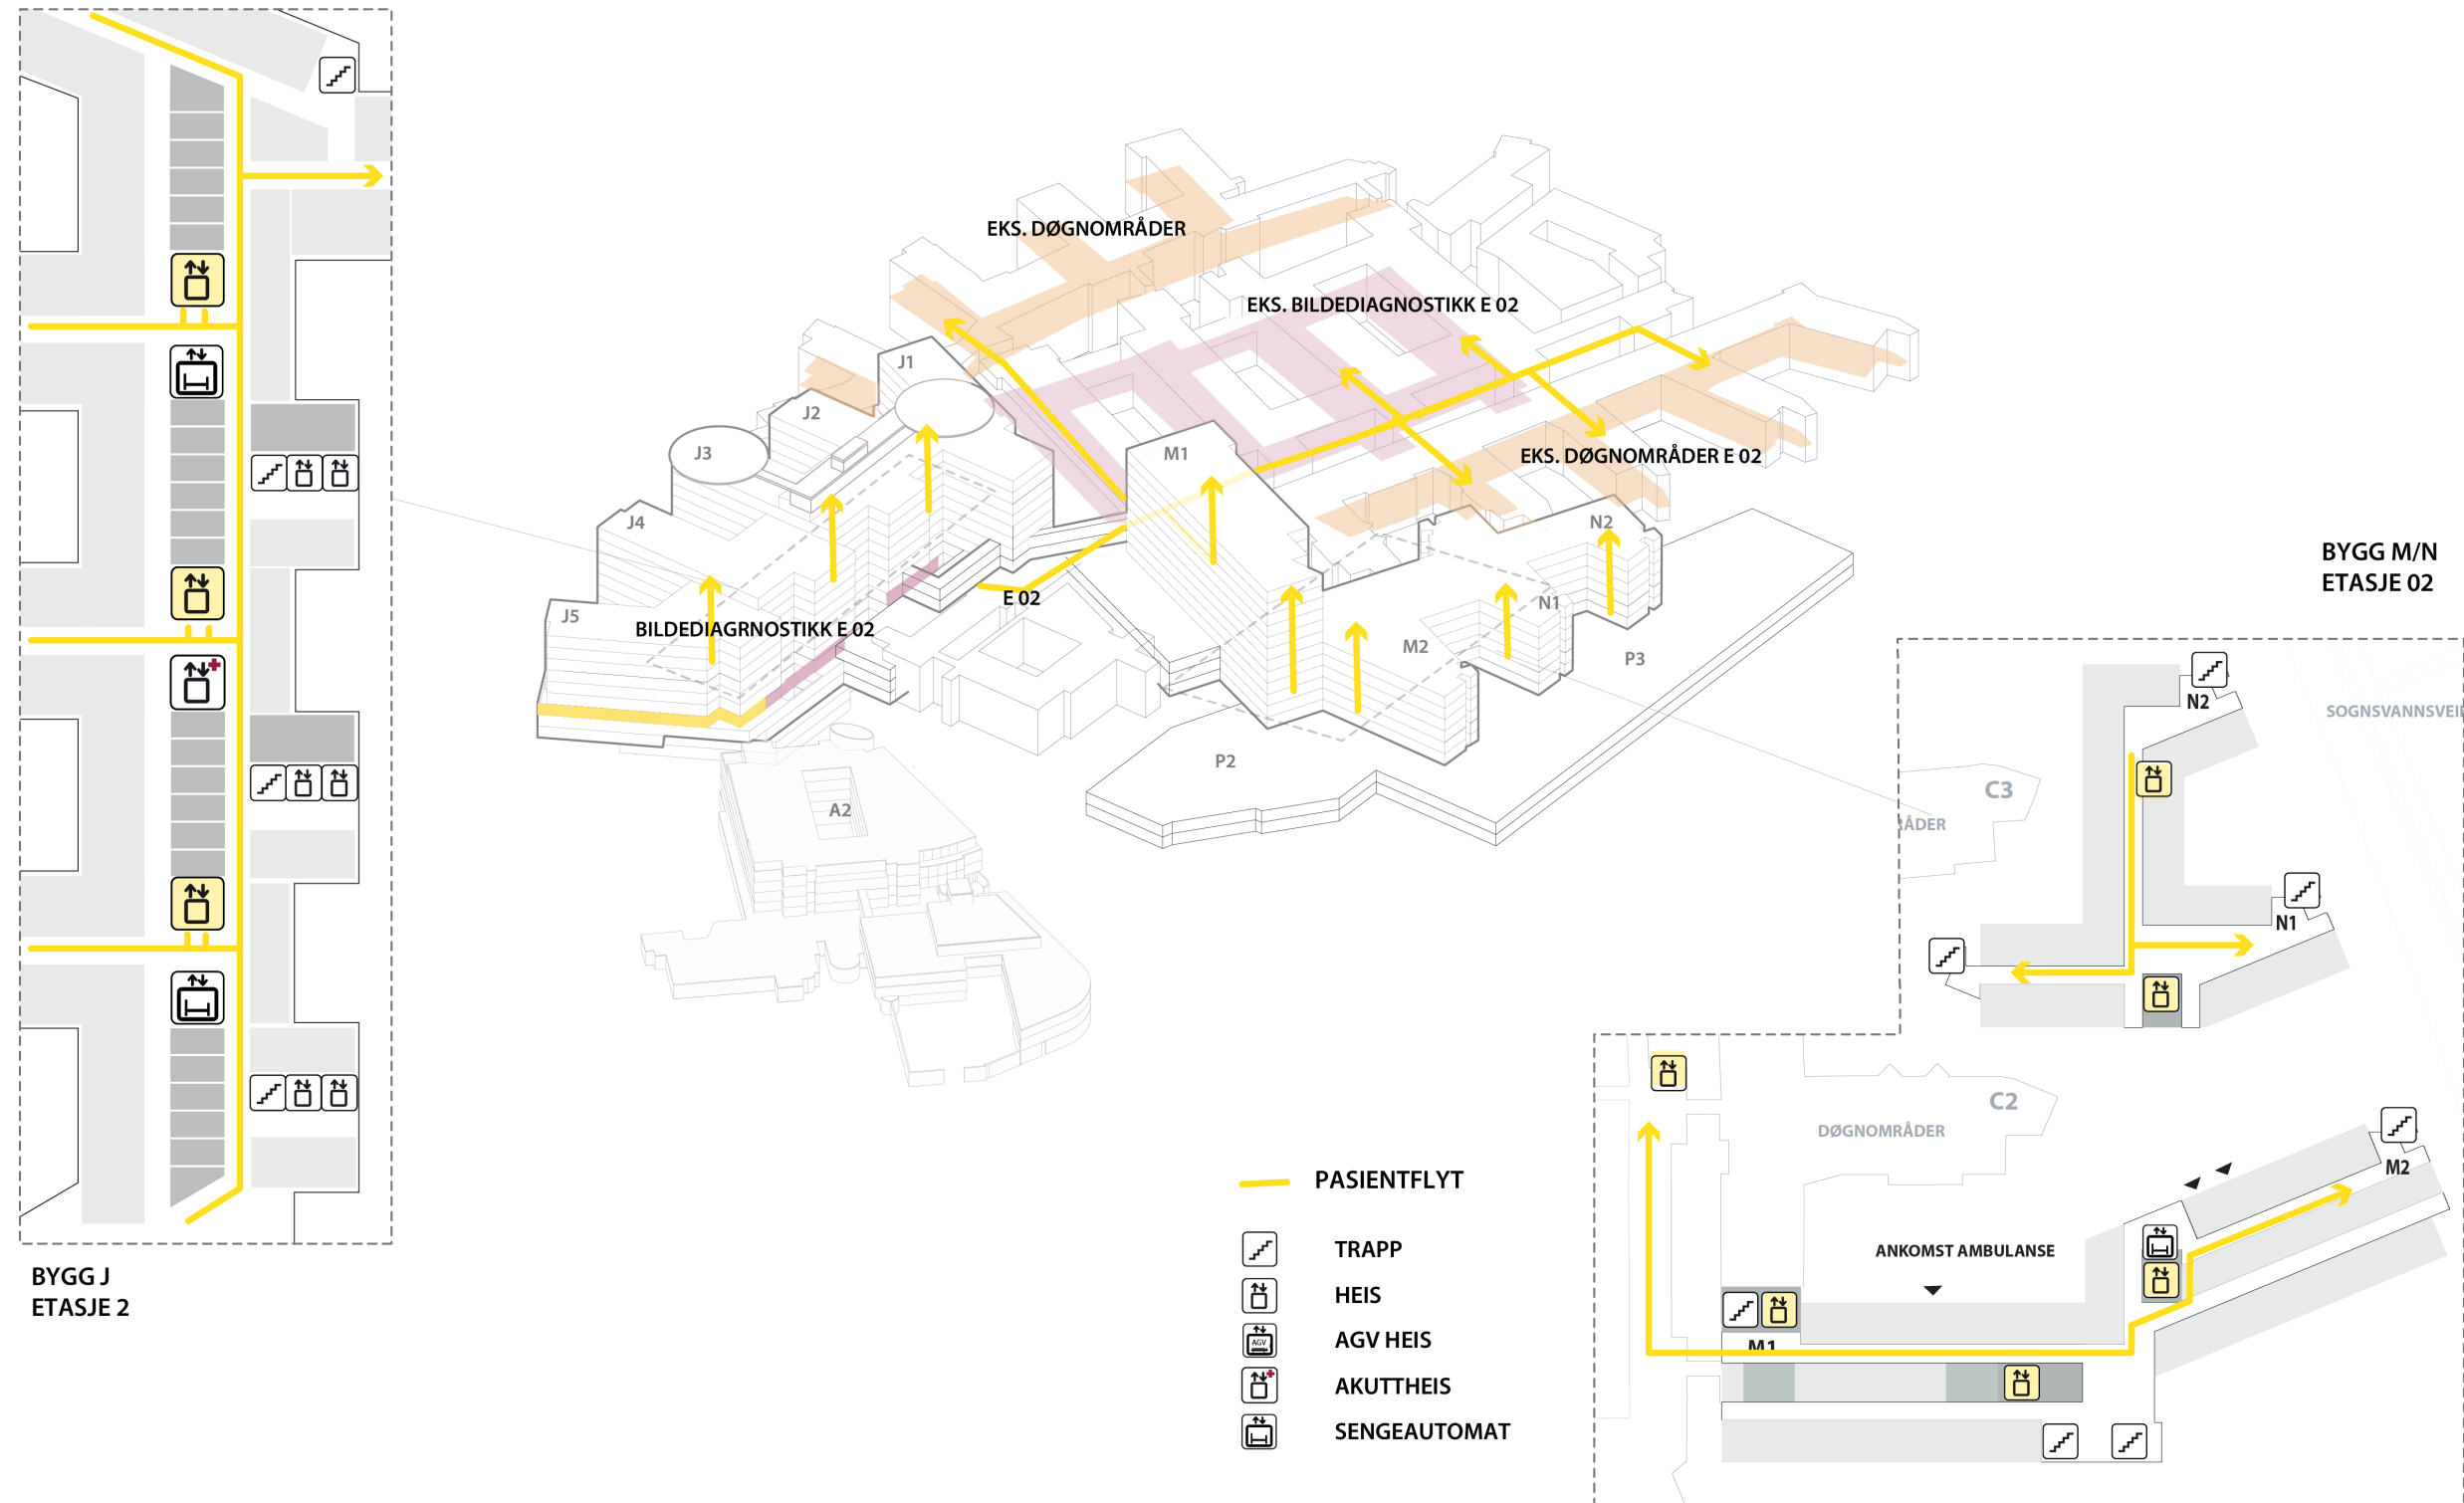 EKS. DØGNOMRÅDER
EKS. BILDEDIAGNOSTIKK E 02
J1
J2
J3
M1
EKS. DØGNOMRÅDER E 02
J4
N2
E 02
J5
N1
BILDEDIAGRNOSTIKK E 02
M2
P3
P2
A2
BYGG M/N
ETASJE 02
N2
SOGNSVANNSVEI
C3
RÅDER
N1
C2
DØGNOMRÅDER
M2
ANKOMST AMBULANSE
M1
BYGG J
ETASJE 2
PASIENTFLYT
TRAPP
HEIS
AGV
AGV HEIS
AKUTTHEIS
SENGEAUTOMAT